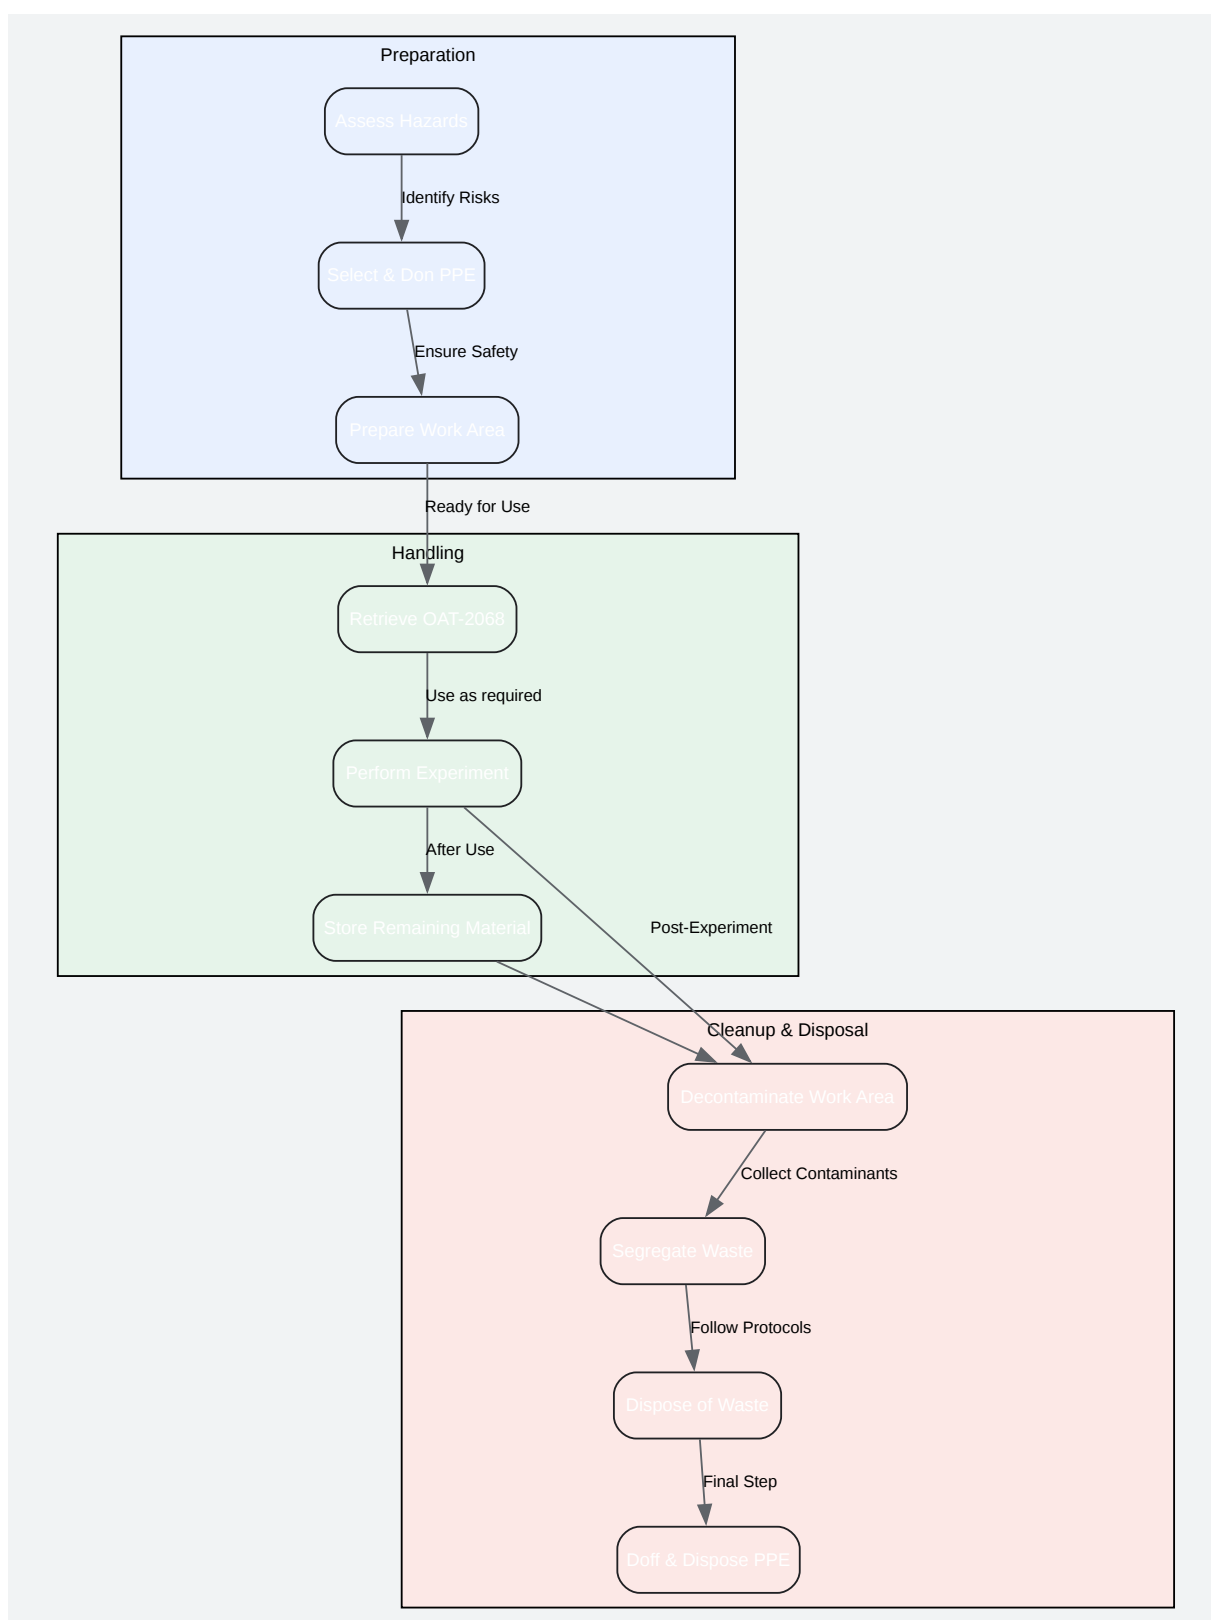 Preparation
Assess Hazards
Identify Risks
Select & Don PPE
Ensure Safety
Prepare Work Area
Ready for Use
Handling
Retrieve OAT-2068
Use as required
Perform Experiment
After Use
Store Remaining Material
Post-Experiment
Cleanup & Disposal
Decontaminate Work Area
Collect Contaminants
Segregate Waste
Follow Protocols
Dispose of Waste
Final Step
Doff & Dispose PPE